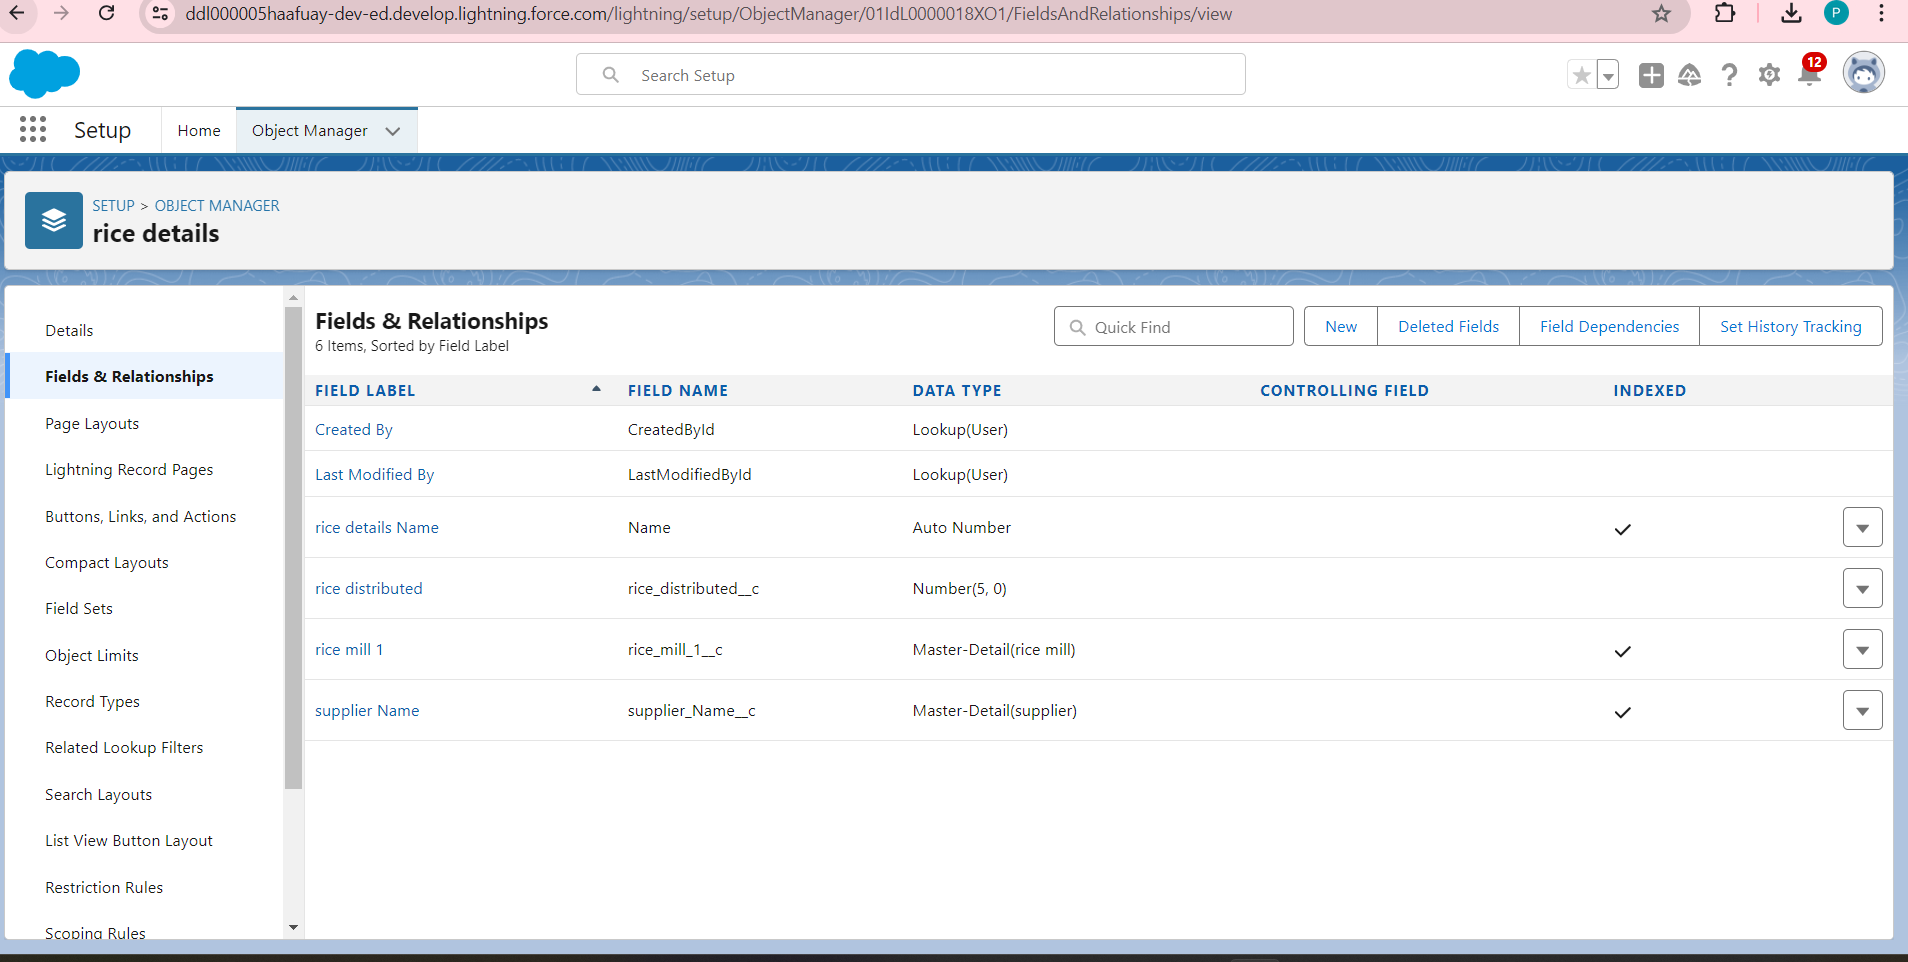 ddl000005haafuay-dev-ed.develop.lightning.force.com/lightning/setup/ObjectManager/01IdL0000018XO1/FieldsAndRelationships/view
P
Search Setup
12
Setup
Home
Object Manager
SETUP > OBJECT MANAGER
rice details
Details
Fields & Relationships
Page Layouts
Lightning Record Pages
Buttons, Links, and Actions
Compact Layouts
Field Sets
Object Limits
Record Types
Related Lookup Filters
Search Layouts
List View Button Layout
Restriction Rules
Scoping Rules
Fields & Relationships
6 Items, Sorted by Field Label
Quick Find
New
Deleted Fields
Field Dependencies
Set History Tracking
FIELD LABEL FIELD NAME DATA TYPE CONTROLLING FIELD INDEXED
Created By CreatedById Lookup(User)
Last Modified By LastModifiedById Lookup(User)
rice details Name Name Auto Number
rice distributed rice_distributed__c Number(5, 0)
rice mill 1 rice_mill_1__c Master-Detail(rice mill)
supplier Name supplier_Name__c Master-Detail(supplier)